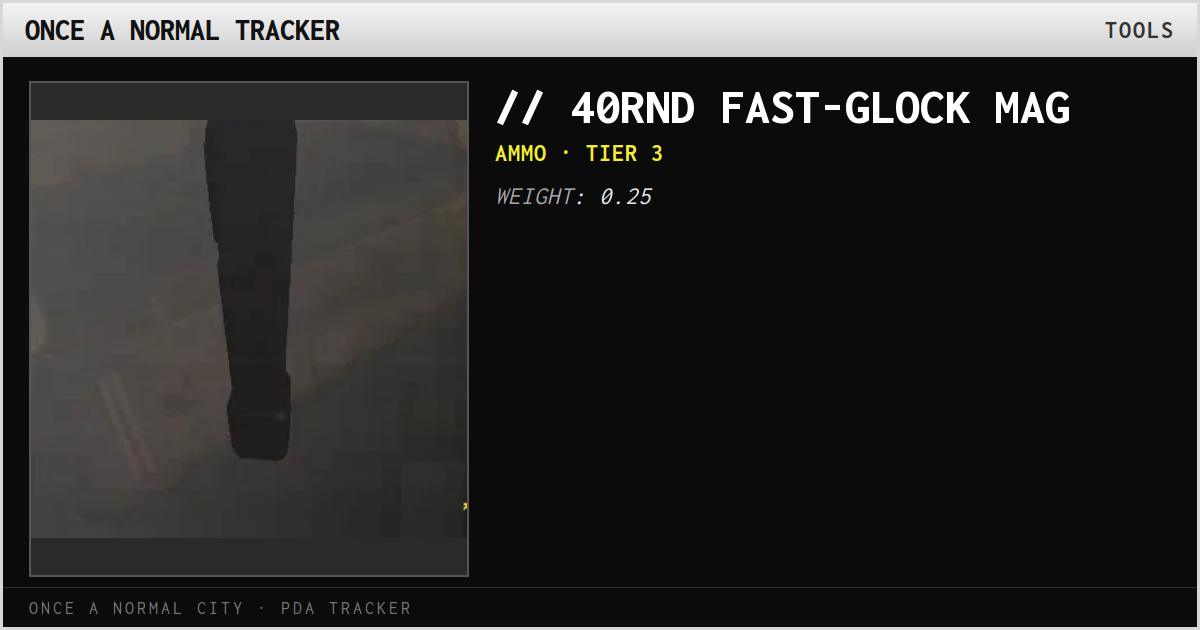 ONCE A NORMAL TRACKER
TOOLS
// 40RND FAST-GLOCK MAG
AMMO · TIER 3
WEIGHT: 0.25
ONCE A NORMAL CITY · PDA TRACKER